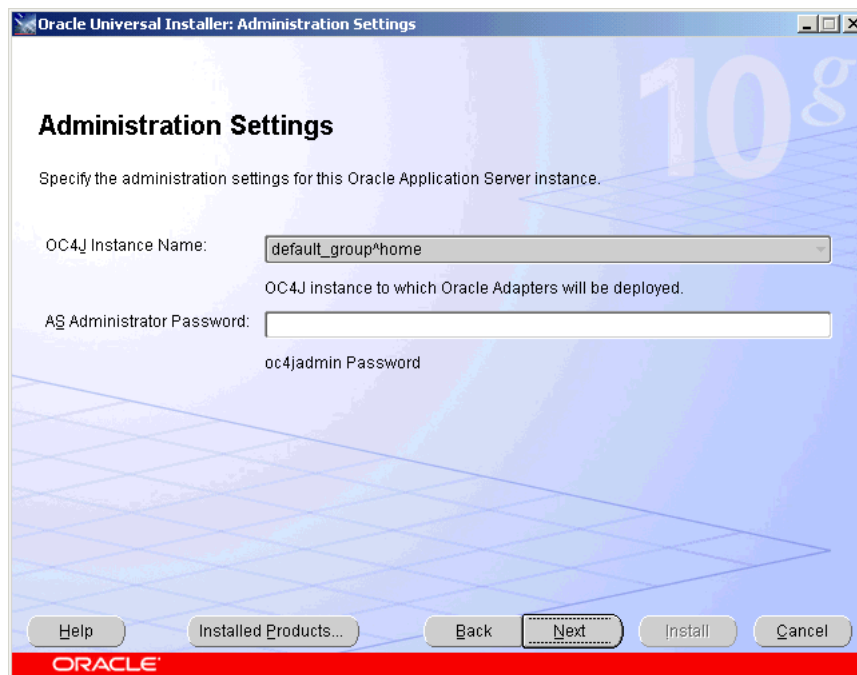 Oracle Universal Installer: Administration Settings
10g
Administration Settings
Specify the administration settings for this Oracle Application Server instance.
OC4J Instance Name:
default_group^home
OC4J instance to which Oracle Adapters will be deployed.
AS Administrator Password:
oc4jadmin Password
Help
Installed Products...
Back
Next
Install
Cancel
ORACLE